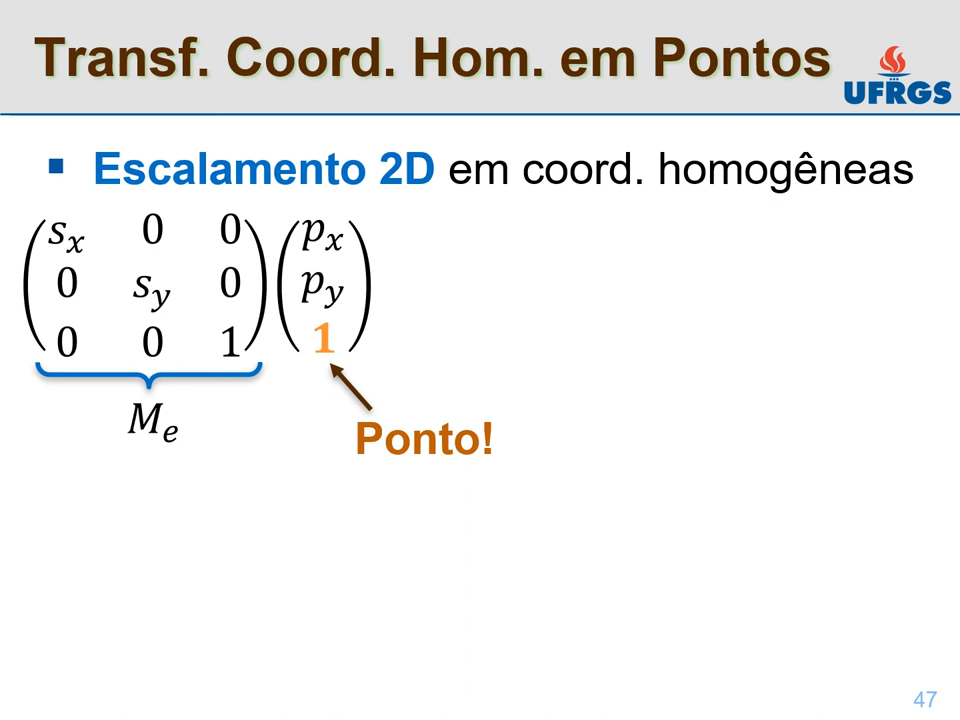 Transf. Coord. Hom. em Pontos
UFRGS
▪ Escalamento 2D em coord. homogêneas
s_x 0 0 p_x
0 s_y 0 p_y
0 0 1 1
M_e
Ponto!
47